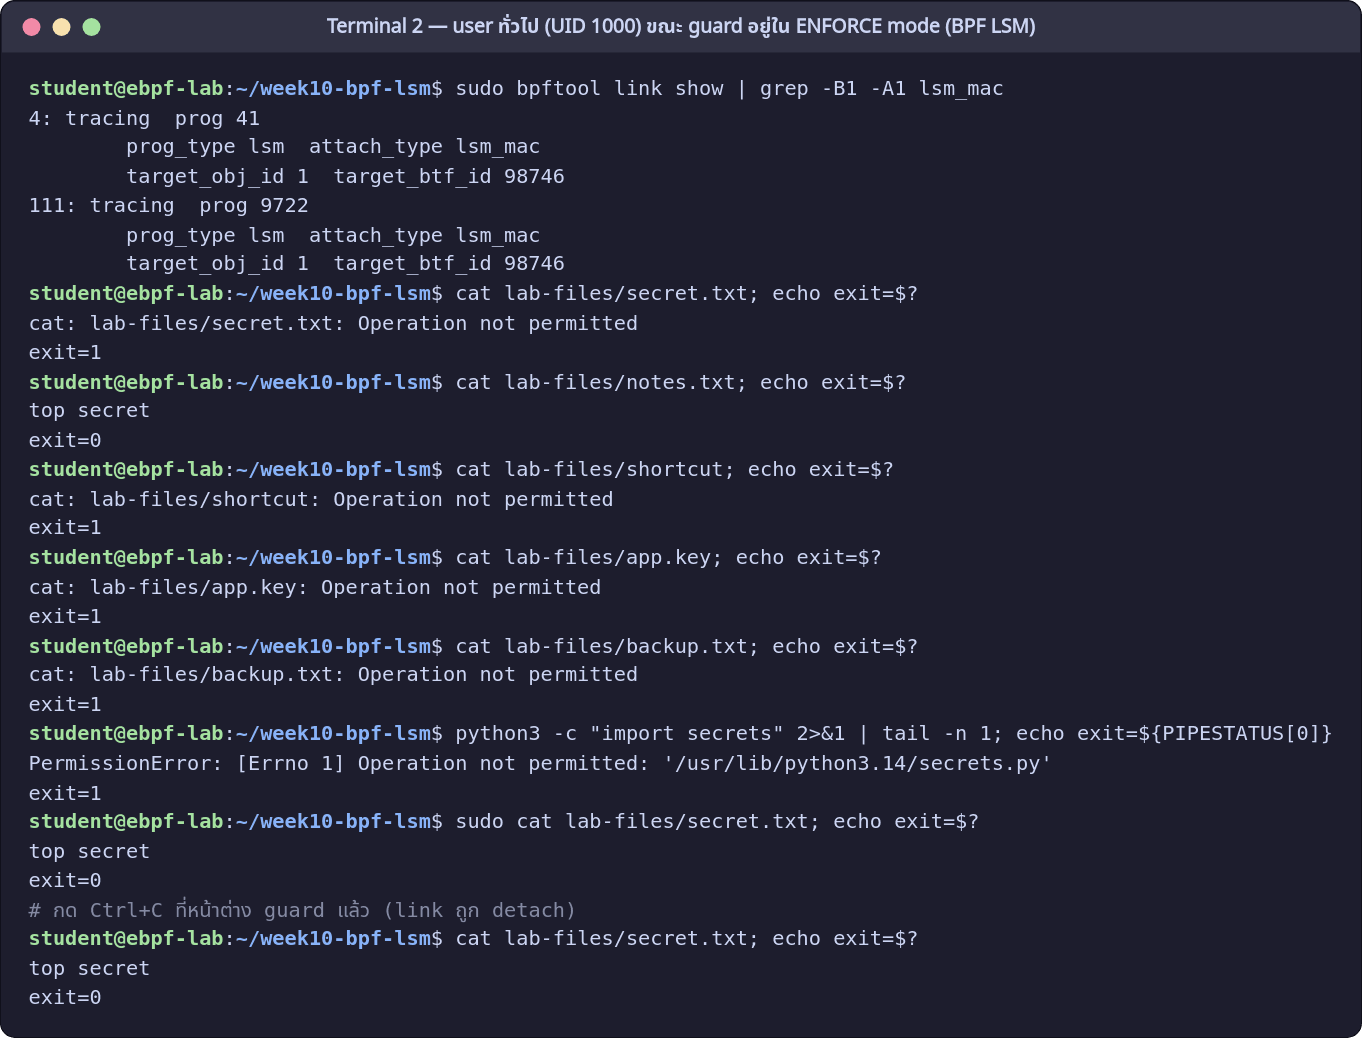 Terminal 2 — user ทั่วไป (UID 1000) ขณะ guard อยู่ใน ENFORCE mode (BPF LSM)
student@ebpf-lab:~/week10-bpf-lsm$ sudo bpftool link show | grep -B1 -A1 lsm_mac
4: tracing  prog 41
        prog_type lsm  attach_type lsm_mac
        target_obj_id 1  target_btf_id 98746
111: tracing  prog 9722
        prog_type lsm  attach_type lsm_mac
        target_obj_id 1  target_btf_id 98746
student@ebpf-lab:~/week10-bpf-lsm$ cat lab-files/secret.txt; echo exit=$?
cat: lab-files/secret.txt: Operation not permitted
exit=1
student@ebpf-lab:~/week10-bpf-lsm$ cat lab-files/notes.txt; echo exit=$?
top secret
exit=0
student@ebpf-lab:~/week10-bpf-lsm$ cat lab-files/shortcut; echo exit=$?
cat: lab-files/shortcut: Operation not permitted
exit=1
student@ebpf-lab:~/week10-bpf-lsm$ cat lab-files/app.key; echo exit=$?
cat: lab-files/app.key: Operation not permitted
exit=1
student@ebpf-lab:~/week10-bpf-lsm$ cat lab-files/backup.txt; echo exit=$?
cat: lab-files/backup.txt: Operation not permitted
exit=1
student@ebpf-lab:~/week10-bpf-lsm$ python3 -c "import secrets" 2>&1 | tail -n 1; echo exit=${PIPESTATUS[0]}
PermissionError: [Errno 1] Operation not permitted: '/usr/lib/python3.14/secrets.py'
exit=1
student@ebpf-lab:~/week10-bpf-lsm$ sudo cat lab-files/secret.txt; echo exit=$?
top secret
exit=0
# กด Ctrl+C ที่หน้าต่าง guard แล้ว (link ถูก detach)
student@ebpf-lab:~/week10-bpf-lsm$ cat lab-files/secret.txt; echo exit=$?
top secret
exit=0